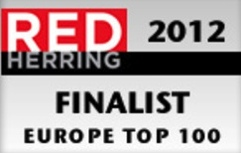 RED 2012
HERRING
FINALIST
EUROPE TOP 100